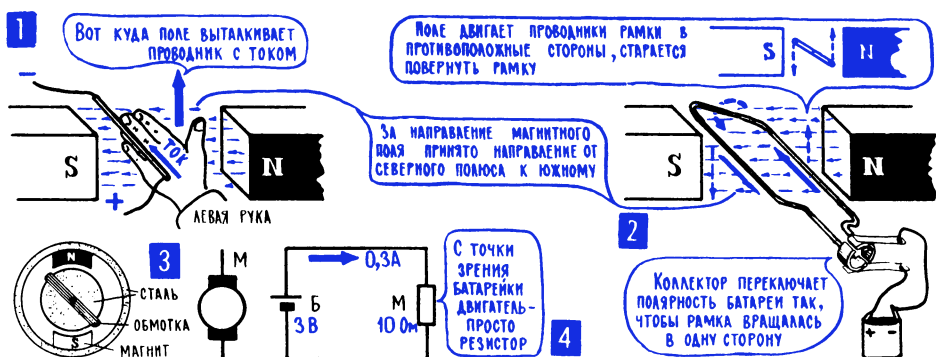 1
Вот куда поле выталкивает
проводник с током
−
S
N
ток
+
левая рука
Поле двигает проводники рамки в
противоположные стороны, старается
повернуть рамку
S
N
За направление магнитного
поля принято направление от
северного полюса к южному
S
N
2
Коллектор переключает
полярность батареи так,
чтобы рамка вращалась
в одну сторону
+ −
3
N
сталь
обмотка
S
магнит
М
0,3А
Б
3В
М
10 Ом
С точки
зрения
батарейки
двигатель-
просто
резистор
4